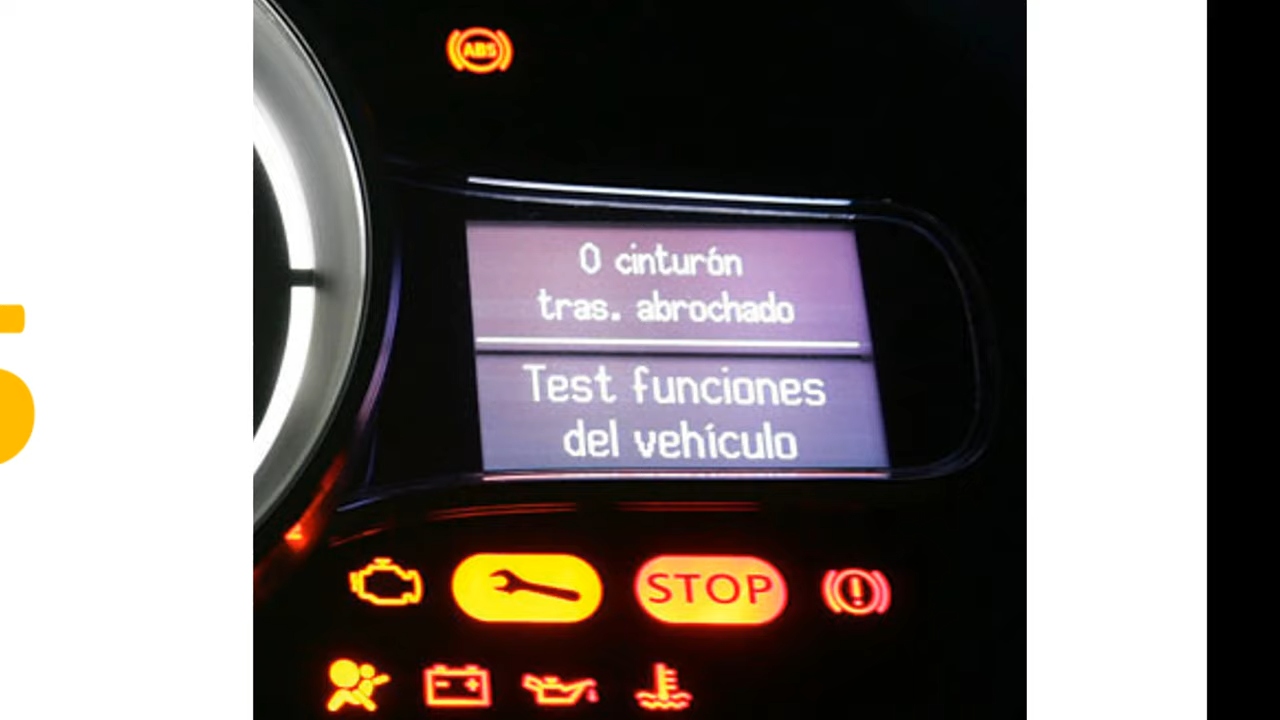 ABS
0 cinturón
tras. abrochado
Test funciones
del vehículo
STOP